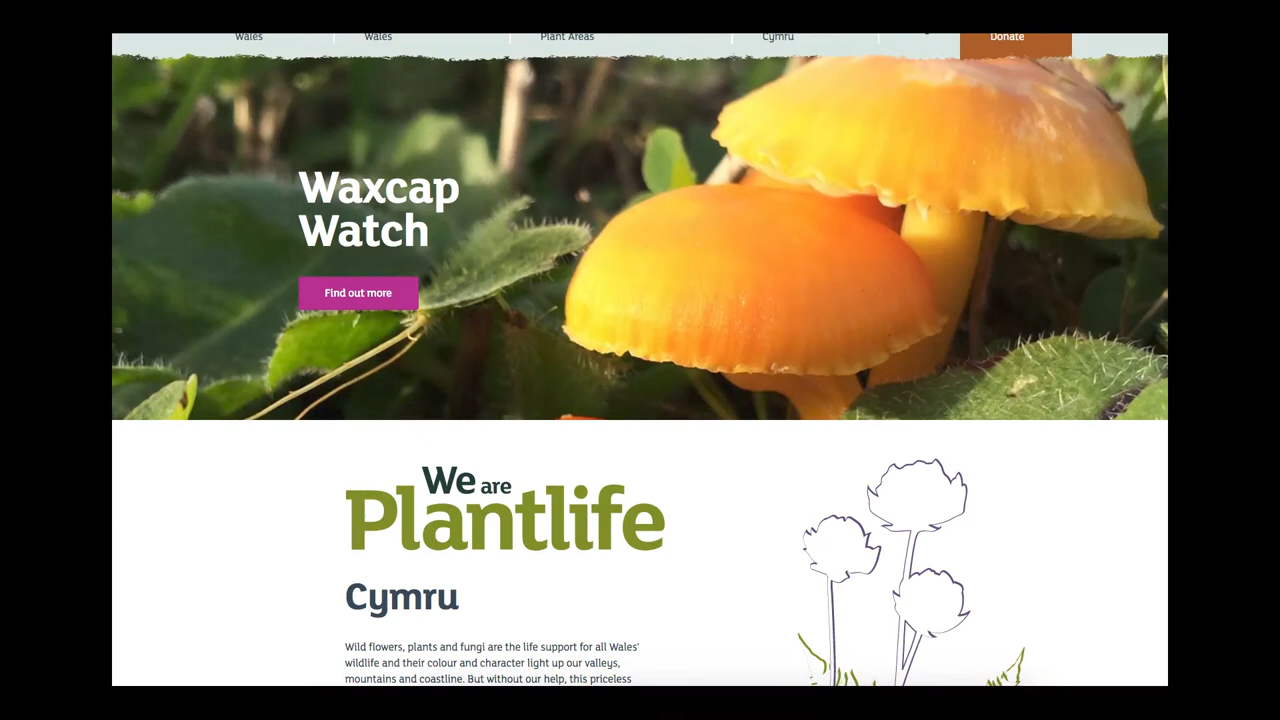 Wales
Wales
Plant Areas
Cymru
Donate
Waxcap
Watch
Find out more
We are
Plantlife
Cymru
Wild flowers, plants and fungi are the life support for all Wales'
wildlife and their colour and character light up our valleys,
mountains and coastline. But without our help, this priceless